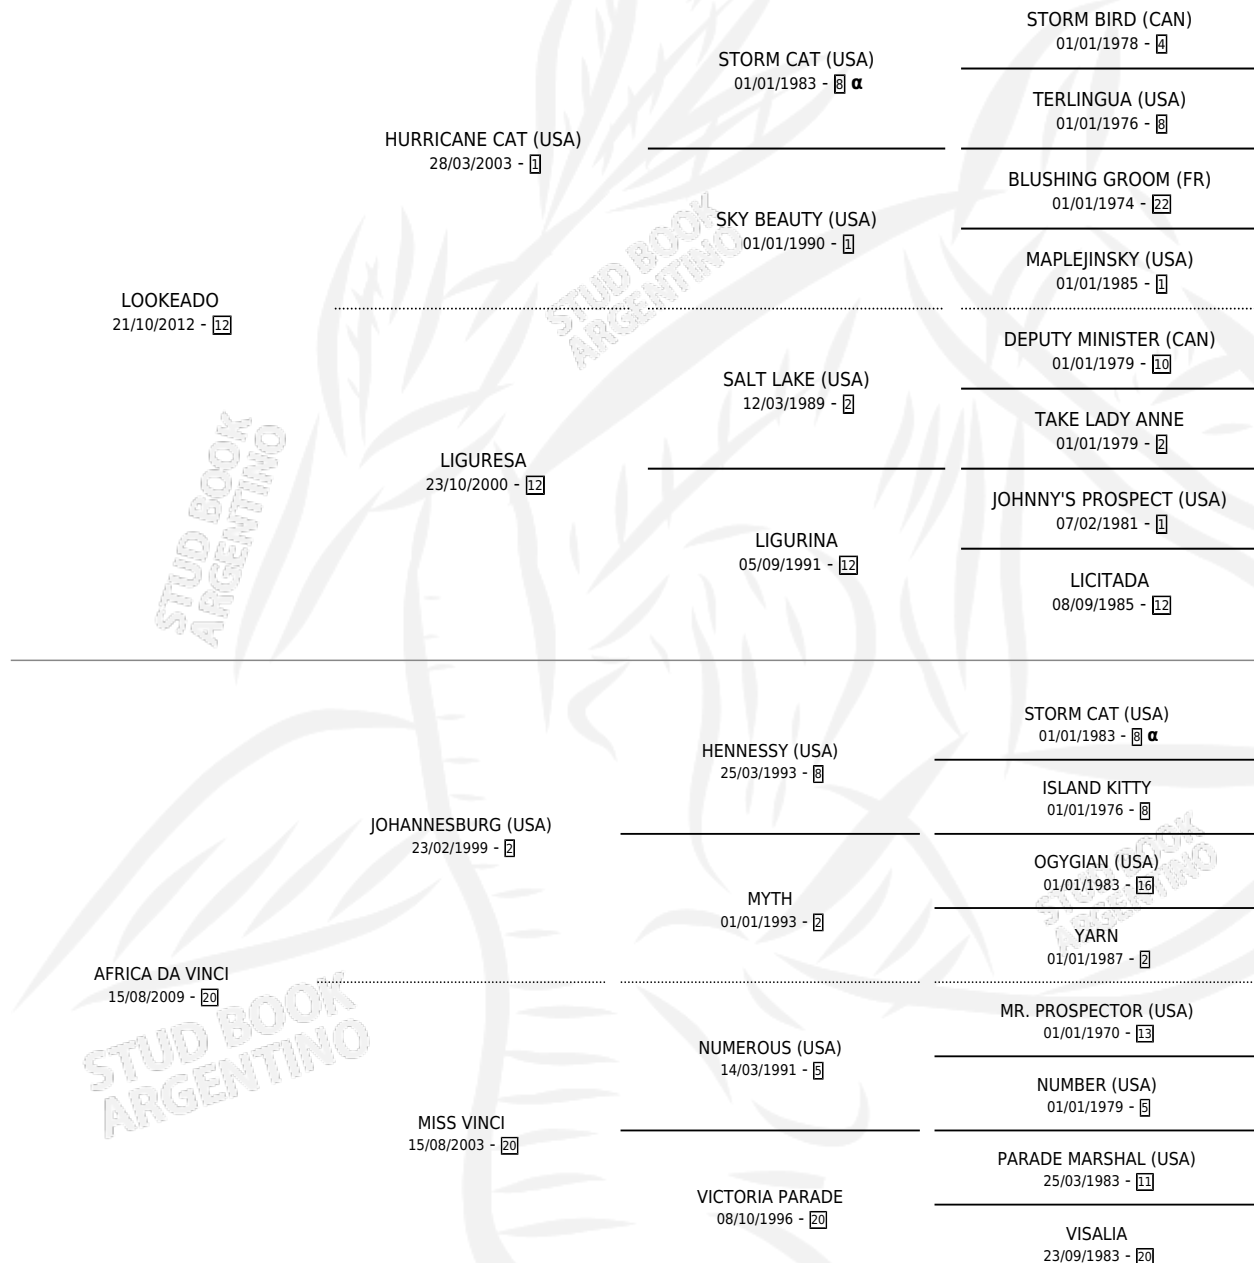 STORM BIRD (CAN)
01/01/1978 - 4
STORM CAT (USA)
01/01/1983 - 8 α
TERLINGUA (USA)
01/01/1976 - 8
HURRICANE CAT (USA)
28/03/2003 - 1
BLUSHING GROOM (FR)
01/01/1974 - 22
SKY BEAUTY (USA)
01/01/1990 - 1
MAPLEJINSKY (USA)
01/01/1985 - 1
LOOKEADO
21/10/2012 - 12
DEPUTY MINISTER (CAN)
01/01/1979 - 10
SALT LAKE (USA)
12/03/1989 - 2
TAKE LADY ANNE
01/01/1979 - 2
LIGURESA
23/10/2000 - 12
JOHNNY'S PROSPECT (USA)
07/02/1981 - 1
LIGURINA
05/09/1991 - 12
LICITADA
08/09/1985 - 12
STUD BOOK
ARGENTINO
STUD BOOK
ARGENTINO
STORM CAT (USA)
01/01/1983 - 8 α
HENNESSY (USA)
25/03/1993 - 8
ISLAND KITTY
01/01/1976 - 8
JOHANNESBURG (USA)
23/02/1999 - 2
OGYGIAN (USA)
01/01/1983 - 16
MYTH
01/01/1993 - 2
YARN
01/01/1987 - 2
AFRICA DA VINCI
15/08/2009 - 20
MR. PROSPECTOR (USA)
01/01/1970 - 13
NUMEROUS (USA)
14/03/1991 - 5
NUMBER (USA)
01/01/1979 - 5
MISS VINCI
15/08/2003 - 20
PARADE MARSHAL (USA)
25/03/1983 - 11
VICTORIA PARADE
08/10/1996 - 20
VISALIA
23/09/1983 - 20
STUD BOOK
ARGENTINO
STUD BOOK
ARGENTINO